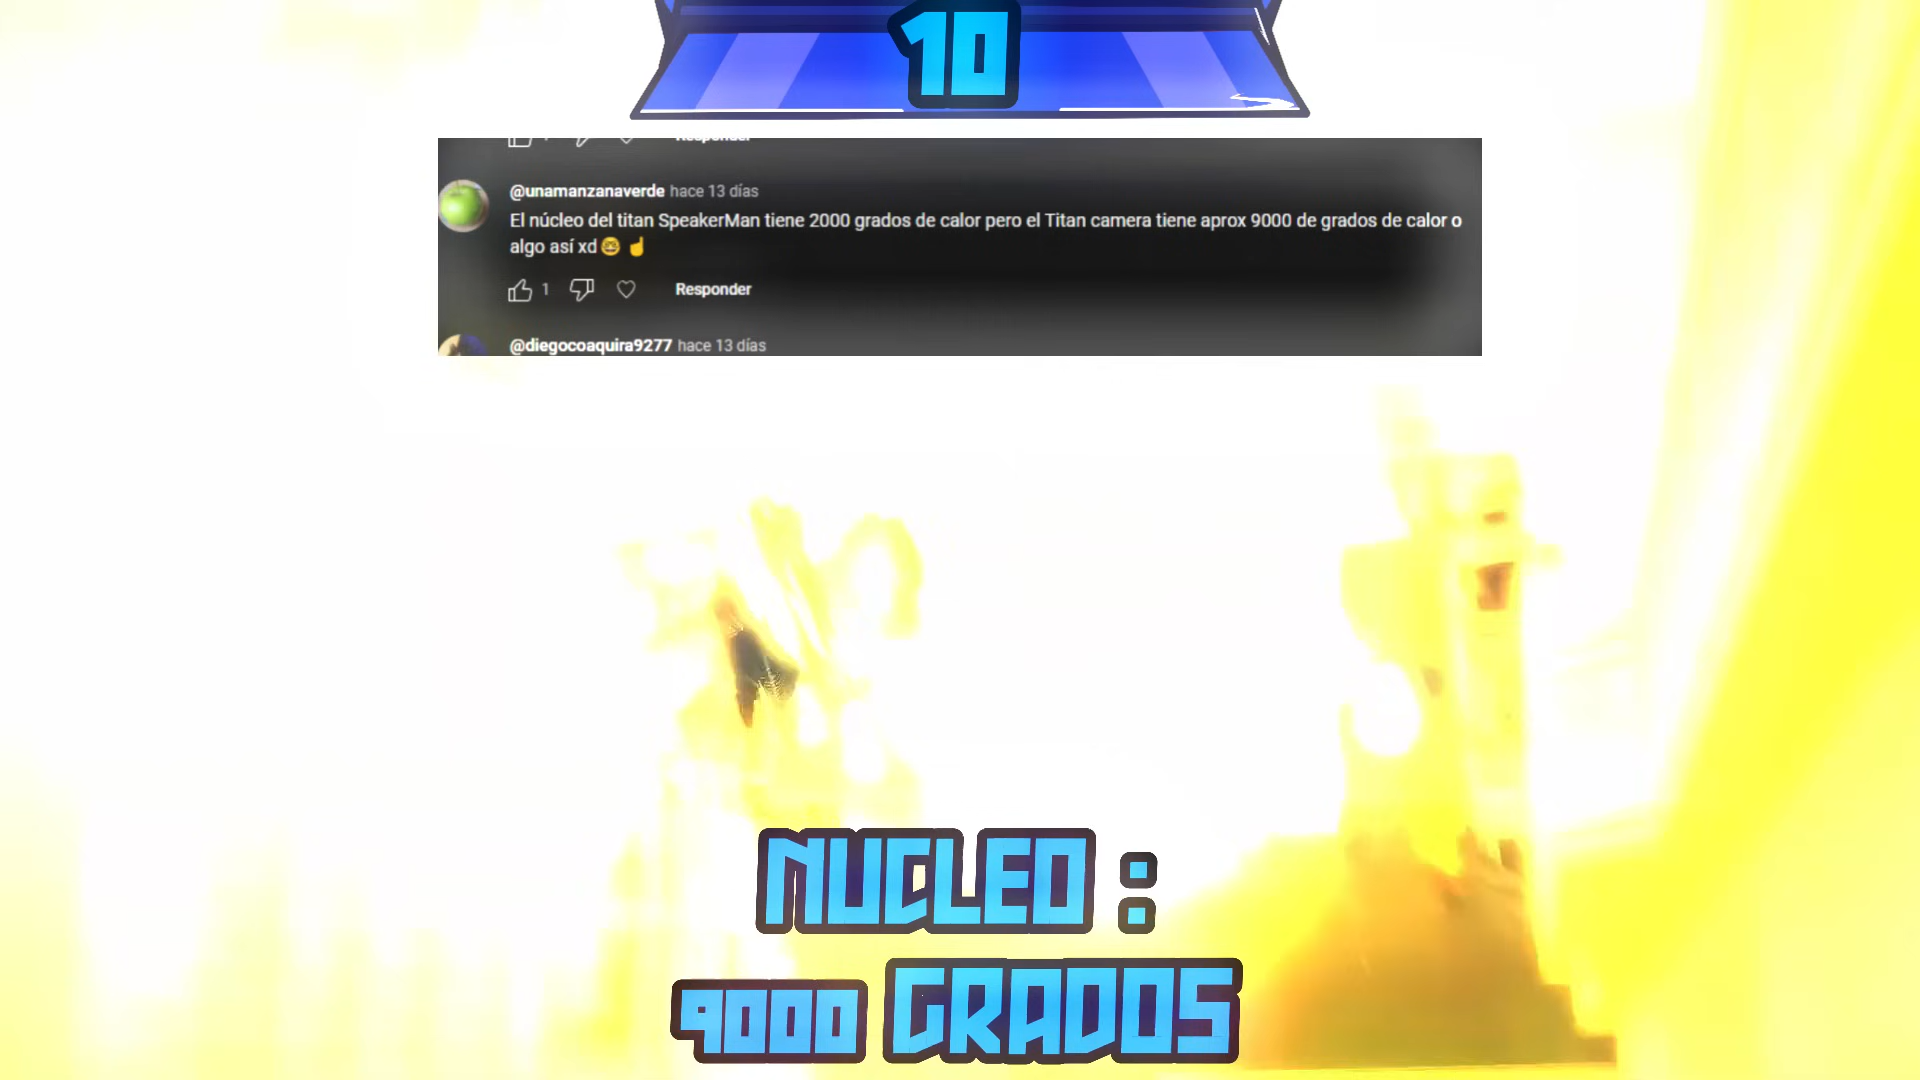 10
Responder
@unamanzanaverde hace 13 días
El núcleo del titan SpeakerMan tiene 2000 grados de calor pero el Titan camera tiene aprox 9000 de grados de calor o
algo así xd 🤓 ☝
1
Responder
@diegocoaquira9277 hace 13 días
NUCLEO :
9000 GRADOS